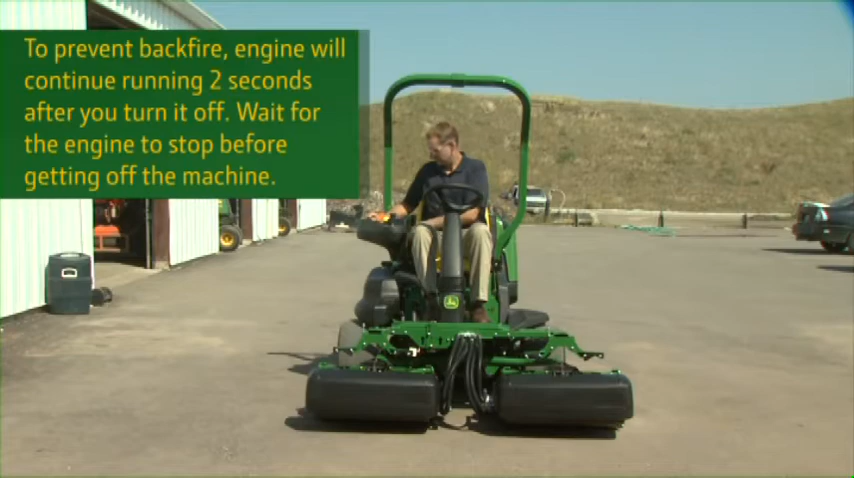 To prevent backfire, engine will
continue running 2 seconds
after you turn it off. Wait for
the engine to stop before
getting off the machine.